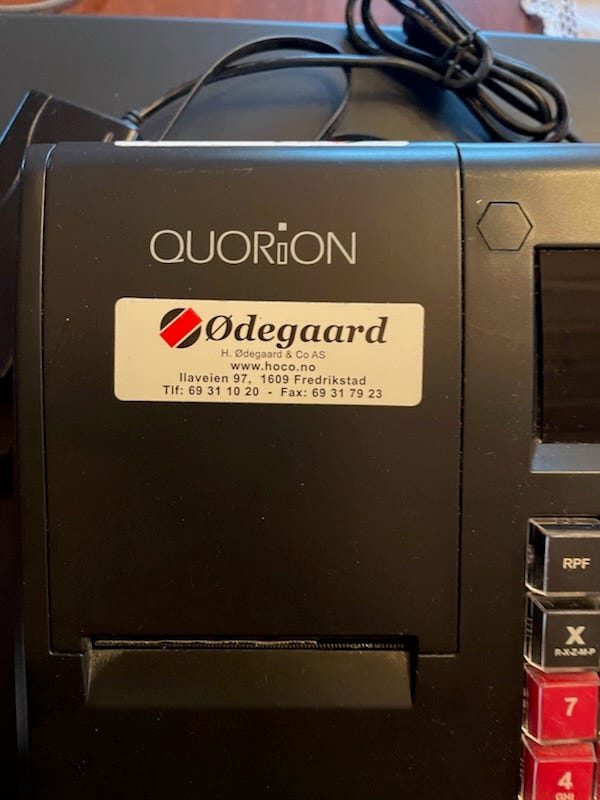 QUORiON
Ødegaard
H. Ødegaard & Co AS
www.hoco.no
Ilaveien 97, 1609 Fredrikstad
Tlf: 69 31 10 20 - Fax: 69 31 79 23
RPF
X
R-X-Z-M-P
7
4
GHI